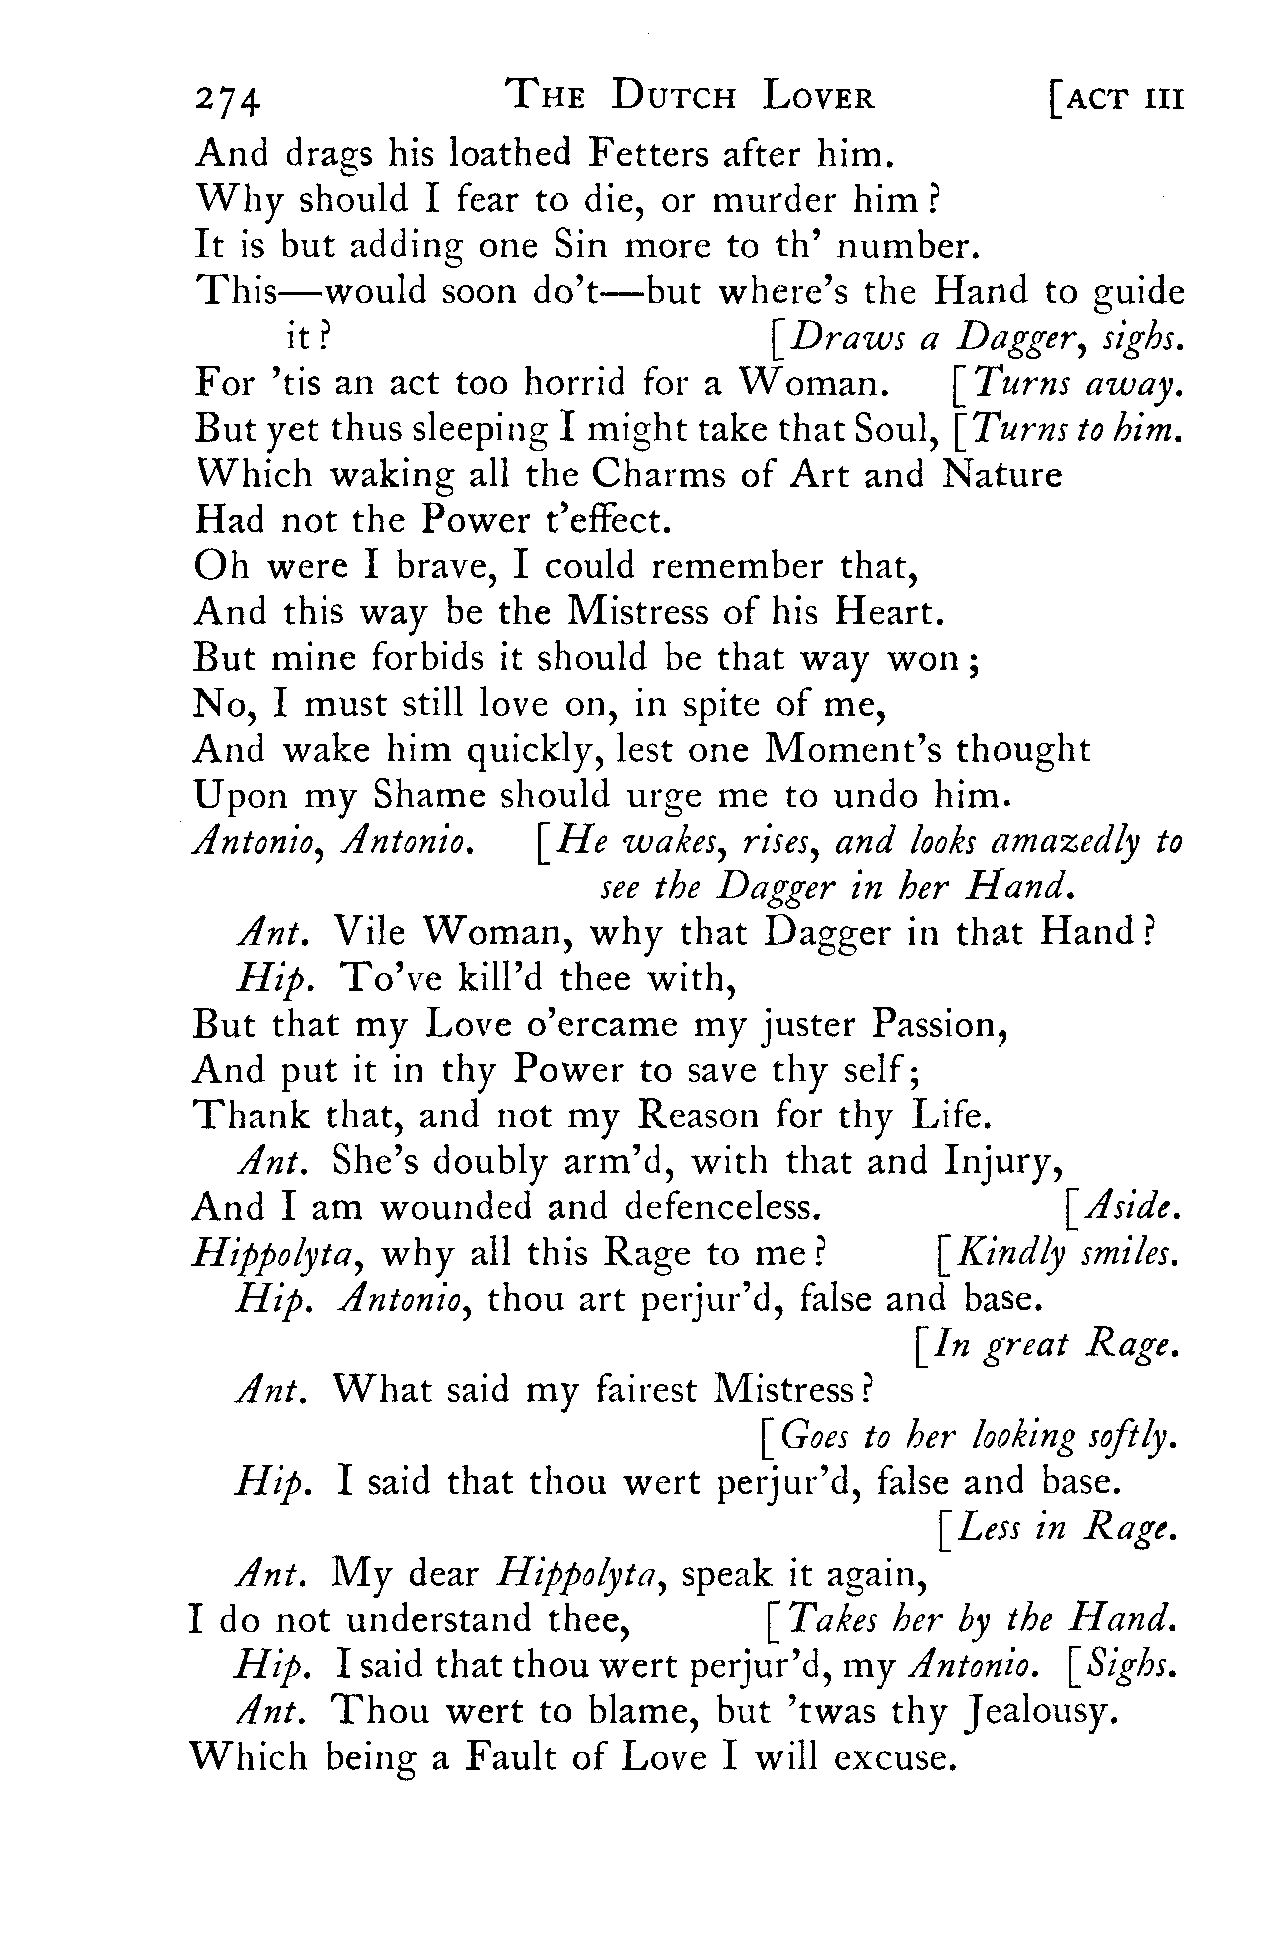 274 THE DUTCH LOVER [ACT III
And drags his loathed Fetters after him.
Why should I fear to die, or murder him ?
It is but adding one Sin more to th' number.
This—would soon do't—but where's the Hand to guide
it ? [Draws a Dagger, sighs.
For 'tis an act too horrid for a Woman. [Turns away.
But yet thus sleeping I might take that Soul, [Turns to him.
Which waking all the Charms of Art and Nature
Had not the Power t'effect.
Oh were I brave, I could remember that,
And this way be the Mistress of his Heart.
But mine forbids it should be that way won ;
No, I must still love on, in spite of me,
And wake him quickly, lest one Moment's thought
Upon my Shame should urge me to undo him.
Antonio, Antonio. [He wakes, rises, and looks amazedly to
see the Dagger in her Hand.
Ant. Vile Woman, why that Dagger in that Hand ?
Hip. To've kill'd thee with,
But that my Love o'ercame my juster Passion,
And put it in thy Power to save thy self ;
Thank that, and not my Reason for thy Life.
Ant. She's doubly arm'd, with that and Injury,
And I am wounded and defenceless. [Aside.
Hippolyta, why all this Rage to me ? [Kindly smiles.
Hip. Antonio, thou art perjur'd, false and base.
[In great Rage.
Ant. What said my fairest Mistress ?
[Goes to her looking softly.
Hip. I said that thou wert perjur'd, false and base.
[Less in Rage.
Ant. My dear Hippolyta, speak it again,
I do not understand thee, [Takes her by the Hand.
Hip. I said that thou wert perjur'd, my Antonio. [Sighs.
Ant. Thou wert to blame, but 'twas thy Jealousy.
Which being a Fault of Love I will excuse.